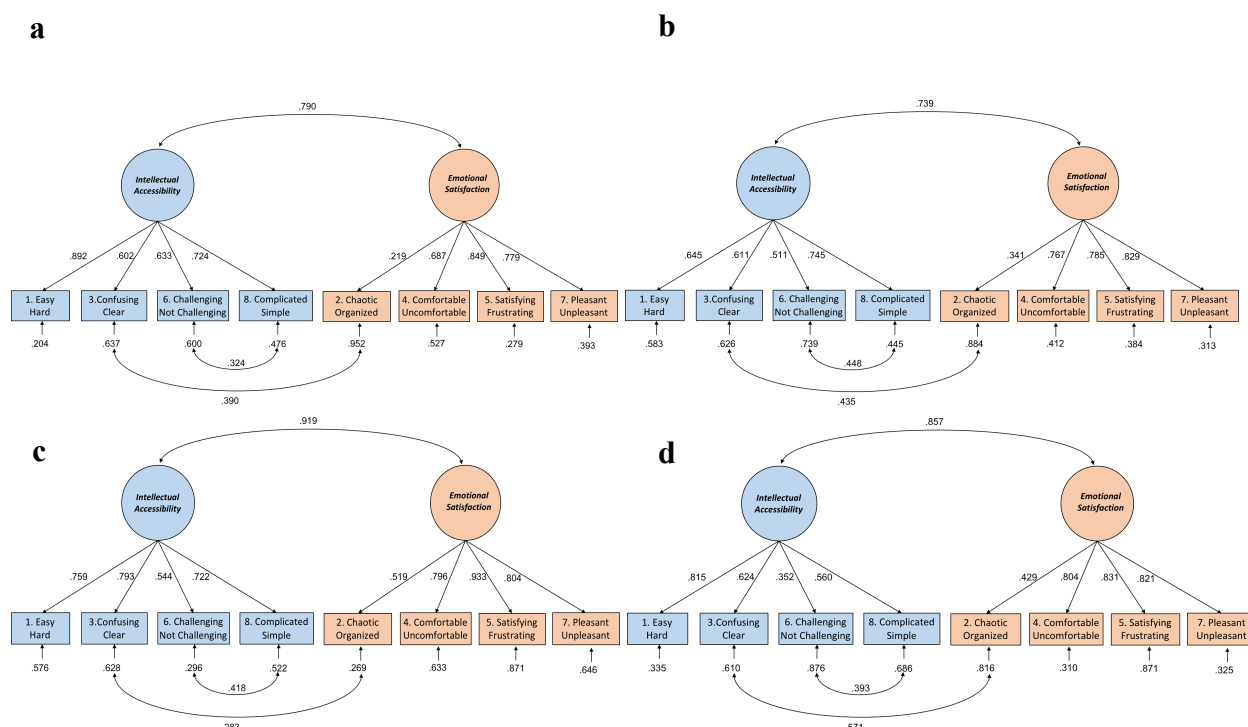 a
.790
Intellectual
Accessibility
Emotional
Satisfaction
.892 .602 .633 .724 .219 .687 .849 .779
1. Easy
Hard
3.Confusing
Clear
6. Challenging
Not Challenging
8. Complicated
Simple
2. Chaotic
Organized
4. Comfortable
Uncomfortable
5. Satisfying
Frustrating
7. Pleasant
Unpleasant
.204 .637 .600 .476 .952 .527 .279 .393
.324
.390
b
.739
Intellectual
Accessibility
Emotional
Satisfaction
.645 .611 .511 .745 .341 .767 .785 .829
1. Easy
Hard
3.Confusing
Clear
6. Challenging
Not Challenging
8. Complicated
Simple
2. Chaotic
Organized
4. Comfortable
Uncomfortable
5. Satisfying
Frustrating
7. Pleasant
Unpleasant
.583 .626 .739 .445 .884 .412 .384 .313
.448
.435
c
.919
Intellectual
Accessibility
Emotional
Satisfaction
.759 .793 .544 .722 .519 .796 .933 .804
1. Easy
Hard
3.Confusing
Clear
6. Challenging
Not Challenging
8. Complicated
Simple
2. Chaotic
Organized
4. Comfortable
Uncomfortable
5. Satisfying
Frustrating
7. Pleasant
Unpleasant
.576 .628 .296 .522 .269 .633 .871 .646
.418
.283
d
.857
Intellectual
Accessibility
Emotional
Satisfaction
.815 .624 .352 .560 .429 .804 .831 .821
1. Easy
Hard
3.Confusing
Clear
6. Challenging
Not Challenging
8. Complicated
Simple
2. Chaotic
Organized
4. Comfortable
Uncomfortable
5. Satisfying
Frustrating
7. Pleasant
Unpleasant
.335 .610 .876 .686 .816 .310 .871 .325
.393
.571